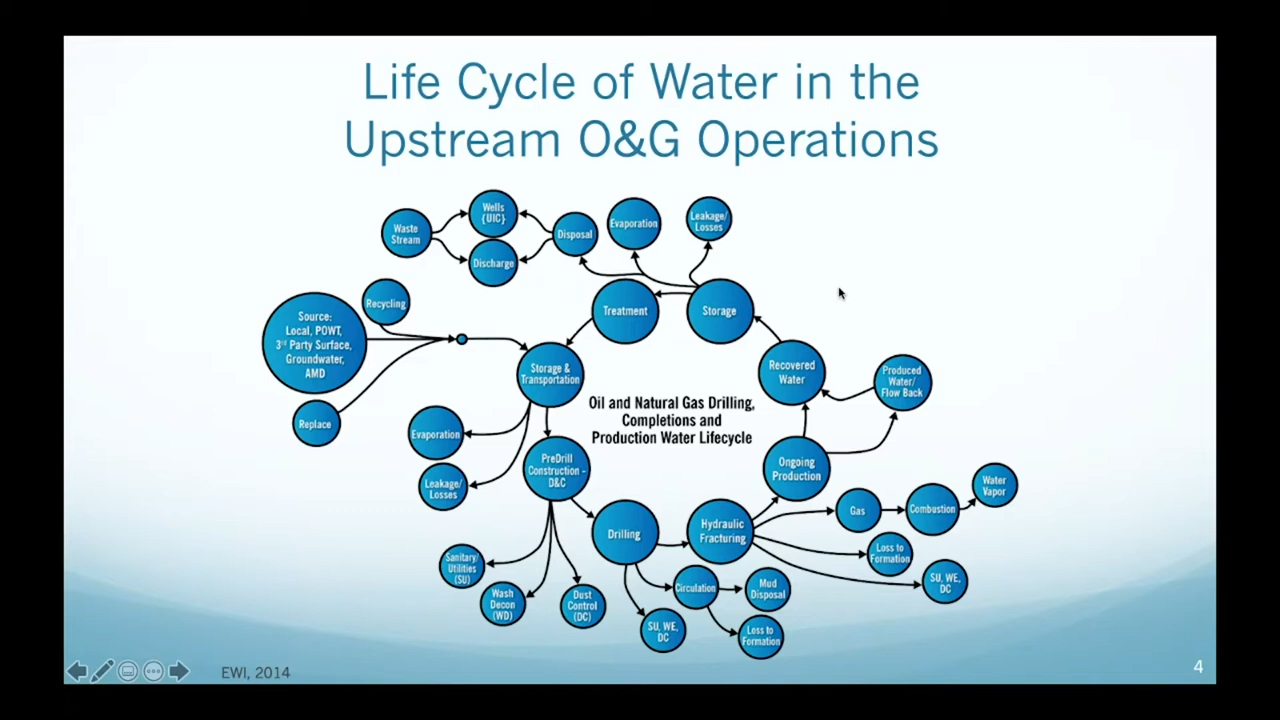 Life Cycle of Water in the
Upstream O&G Operations
Waste
Stream
Wells
{UIC}
Discharge
Disposal
Evaporation
Leakage/
Losses
Recycling
Source:
Local, POWT,
3rd Party Surface,
Groundwater,
AMD
Replace
Treatment
Storage
Storage &
Transportation
Recovered
Water
Produced
Water/
Flow Back
Oil and Natural Gas Drilling,
Completions and
Production Water Lifecycle
Evaporation
Leakage/
Losses
PreDrill
Construction -
D&C
Ongoing
Production
Drilling
Hydraulic
Fracturing
Gas
Combustion
Water
Vapor
Loss to
Formation
SU, WE,
DC
Sanitary/
Utilities
(SU)
Wash
Decon
(WD)
Dust
Control
(DC)
Circulation
Mud
Disposal
SU, WE,
DC
Loss to
Formation
EWI, 2014
4